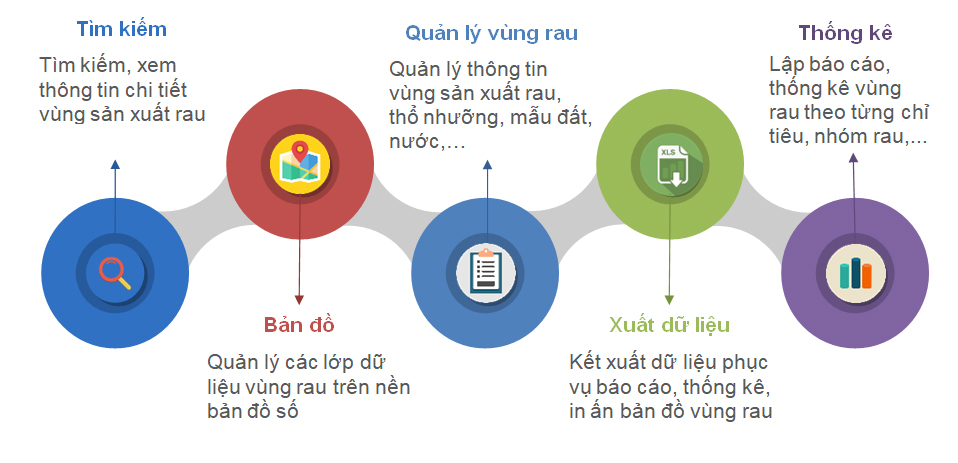 Tìm kiếm
Tìm kiếm, xem
thông tin chi tiết
vùng sản xuất rau
Bản đồ
Quản lý các lớp dữ
liệu vùng rau trên nền
bản đồ số
Quản lý vùng rau
Quản lý thông tin
vùng sản xuất rau,
thổ nhưỡng, mẫu đất,
nước,...
XLS
Xuất dữ liệu
Kết xuất dữ liệu phục
vụ báo cáo, thống kê,
in ấn bản đồ vùng rau
Thống kê
Lập báo cáo,
thống kê vùng
rau theo từng chỉ
tiêu, nhóm rau,...